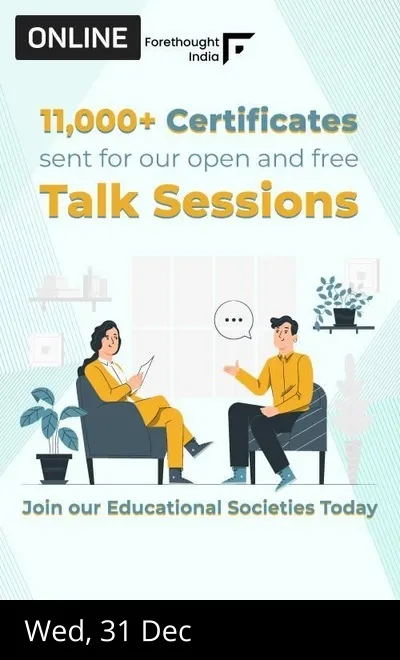 ONLINE
Forethought
India
11,000+ Certificates
sent for our open and free
Talk Sessions
Join our Educational Societies Today
Wed, 31 Dec